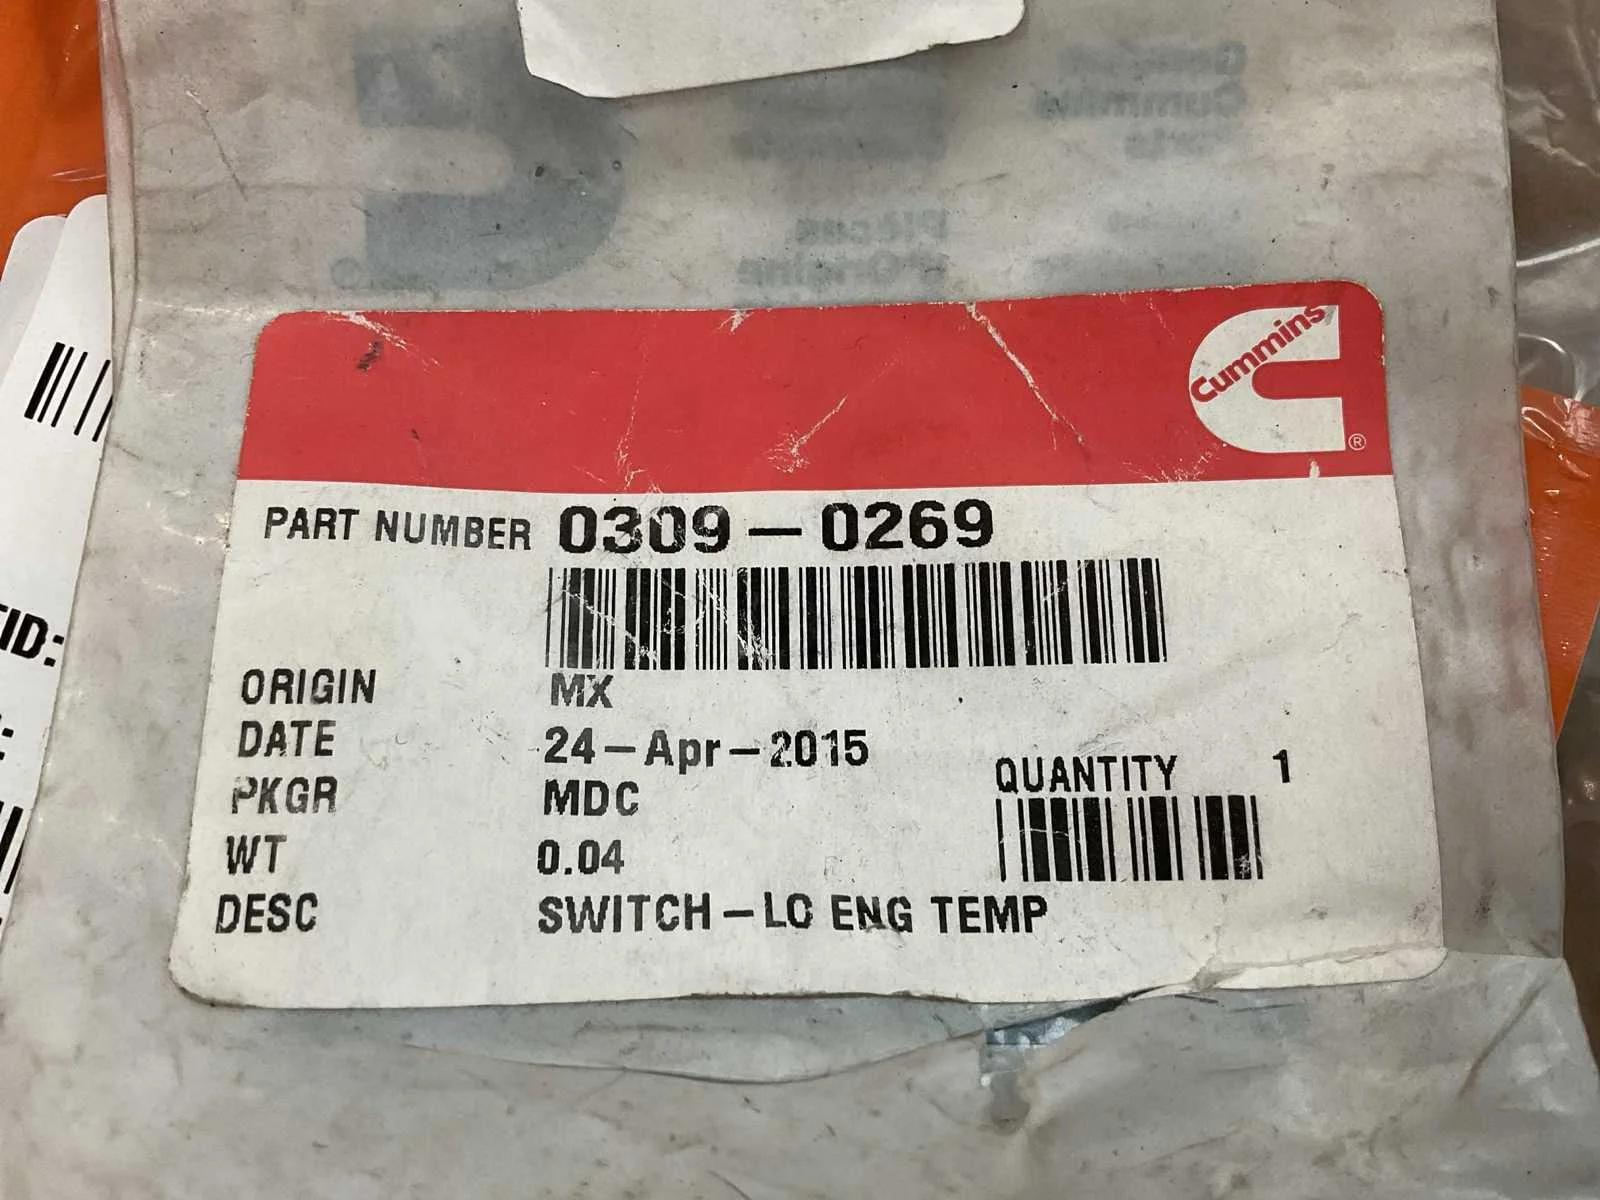 Cummins
®
PART NUMBER 0309-0269
ORIGIN MX
DATE 24-Apr-2015
PKGR MDC
QUANTITY 1
WT 0.04
DESC SWITCH-LO ENG TEMP
TID: